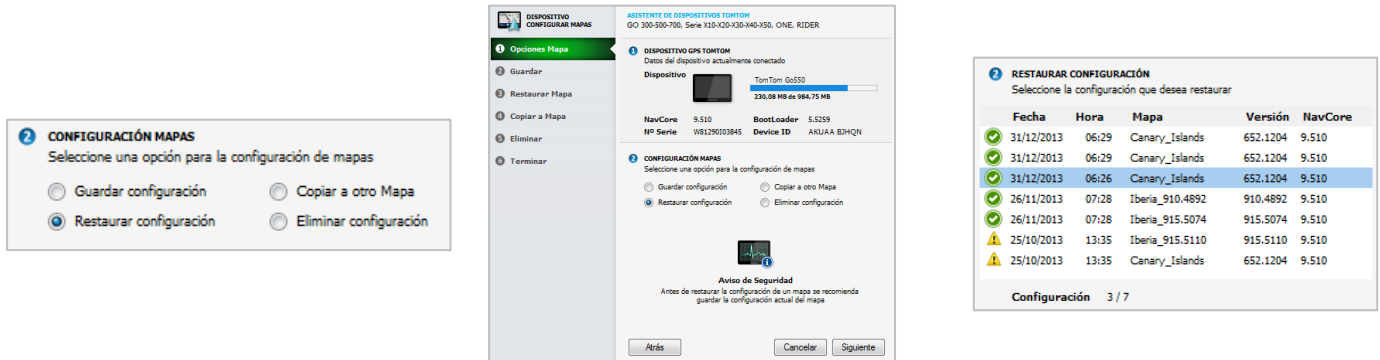 CONFIGURACIÓN MAPAS
2
Seleccione una opción para la configuración de mapas
Guardar configuración Copiar a otro Mapa
Restaurar configuración Eliminar configuración
DISPOSITIVO
CONFIGURAR MAPAS
1 Opciones Mapa
2 Guardar
3 Restaurar Mapa
4 Copiar a Mapa
5 Eliminar
6 Terminar
ASISTENTE DE DISPOSITIVOS TOMTOM
GO 300-500-700, Serie X10-X20-X30-X40-X50, ONE, RIDER
1 DISPOSITIVO GPS TOMTOM
Datos del dispositivo actualmente conectado
Dispositivo TomTom Go550
230,08 MB de 984,75 MB
NavCore 9.510 BootLoader 5.5259
Nº Serie W81290I03845 Device ID AKUAA BJHQN
2 CONFIGURACIÓN MAPAS
Seleccione una opción para la configuración de mapas
Guardar configuración Copiar a otro Mapa
Restaurar configuración Eliminar configuración
Aviso de Seguridad
Antes de restaurar la configuración de un mapa se recomienda
guardar la configuración actual del mapa
Atrás Cancelar Siguiente
2 RESTAURAR CONFIGURACIÓN
Seleccione la configuración que desea restaurar
Fecha Hora Mapa Versión NavCore
31/12/2013 06:29 Canary_Islands 652.1204 9.510
31/12/2013 06:29 Canary_Islands 652.1204 9.510
31/12/2013 06:26 Canary_Islands 652.1204 9.510
26/11/2013 07:28 Iberia_910.4892 910.4892 9.510
26/11/2013 07:28 Iberia_915.5074 915.5074 9.510
25/10/2013 13:35 Iberia_915.5110 915.5110 9.510
25/10/2013 13:35 Canary_Islands 652.1204 9.510
Configuración 3 / 7